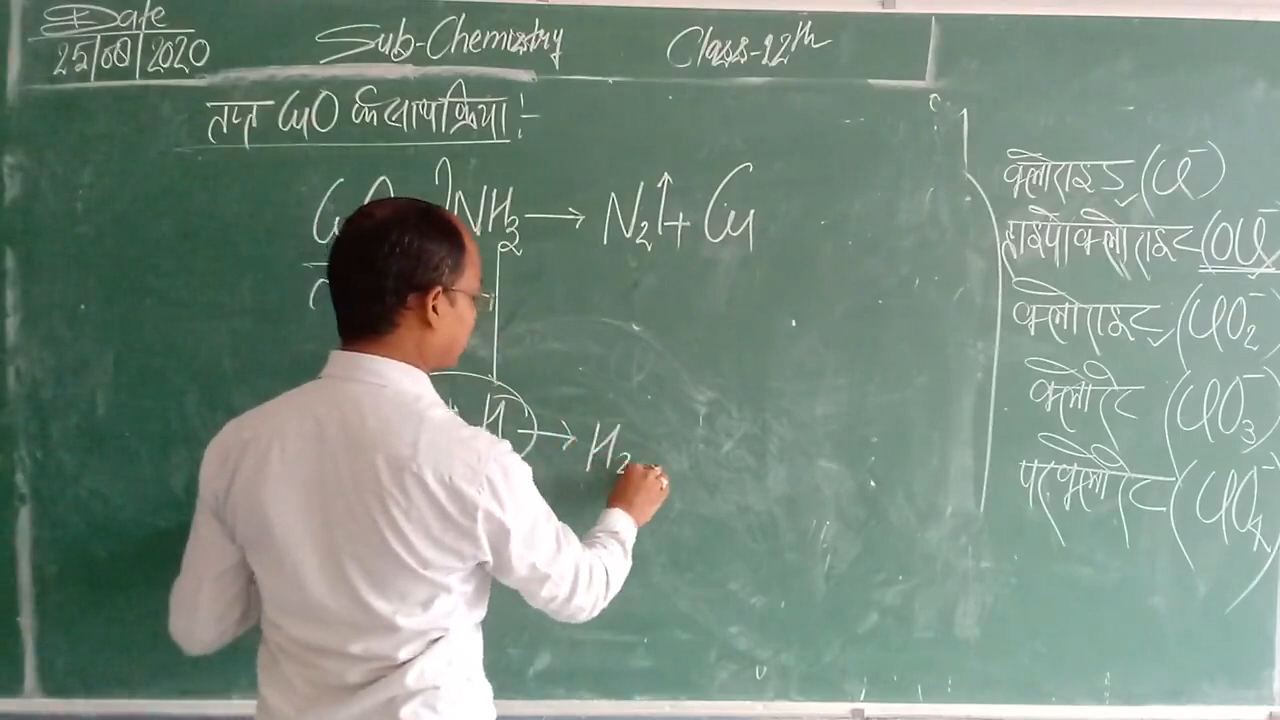 Date
25/08/2020
Sub-Chemistry
Class-12th
तप्त CuO के साथ क्रिया:-
NH3 → N2↑ + Cu
H → H2
क्लोराइड, (Cl⁻)
हाइपोक्लोराइट (OCl⁻
क्लोराइट, (ClO2⁻
क्लोरेट (ClO3⁻
परक्लोरेट (ClO4⁻)